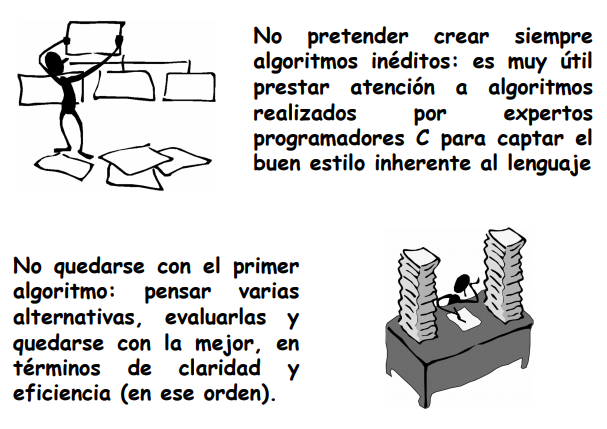 No pretender crear siempre
algoritmos inéditos: es muy útil
prestar atención a algoritmos
realizados por expertos
programadores C para captar el
buen estilo inherente al lenguaje
No quedarse con el primer
algoritmo: pensar varias
alternativas, evaluarlas y
quedarse con la mejor, en
términos de claridad y
eficiencia (en ese orden).